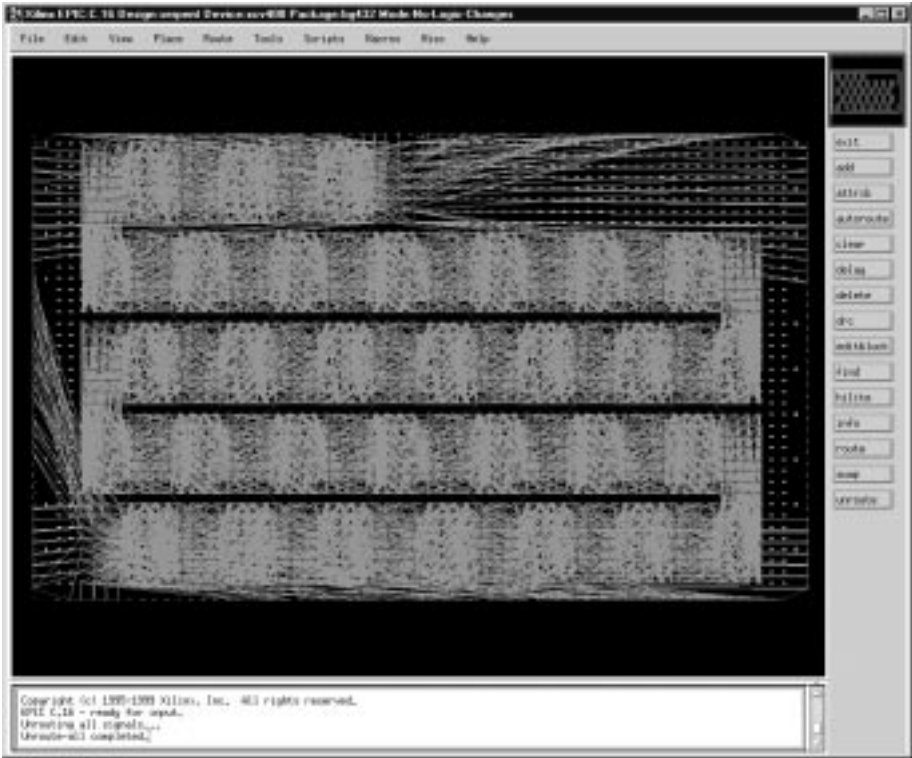 Xilinx EPIC C.16 Design: Device:xcv400 Package:bg432 Mode:No-Logic-Changes
File Edit View Place Route Tools Scripts Macros Misc Help
exit
add
attrib
autoroute
clear
delay
delete
drc
editblock
find
hilite
info
route
swap
unroute
Copyright (c) 1995-1999 Xilinx, Inc. All rights reserved.
EPIC C.16 - ready for input.
Unrouting all signals...
Unroute-all completed.